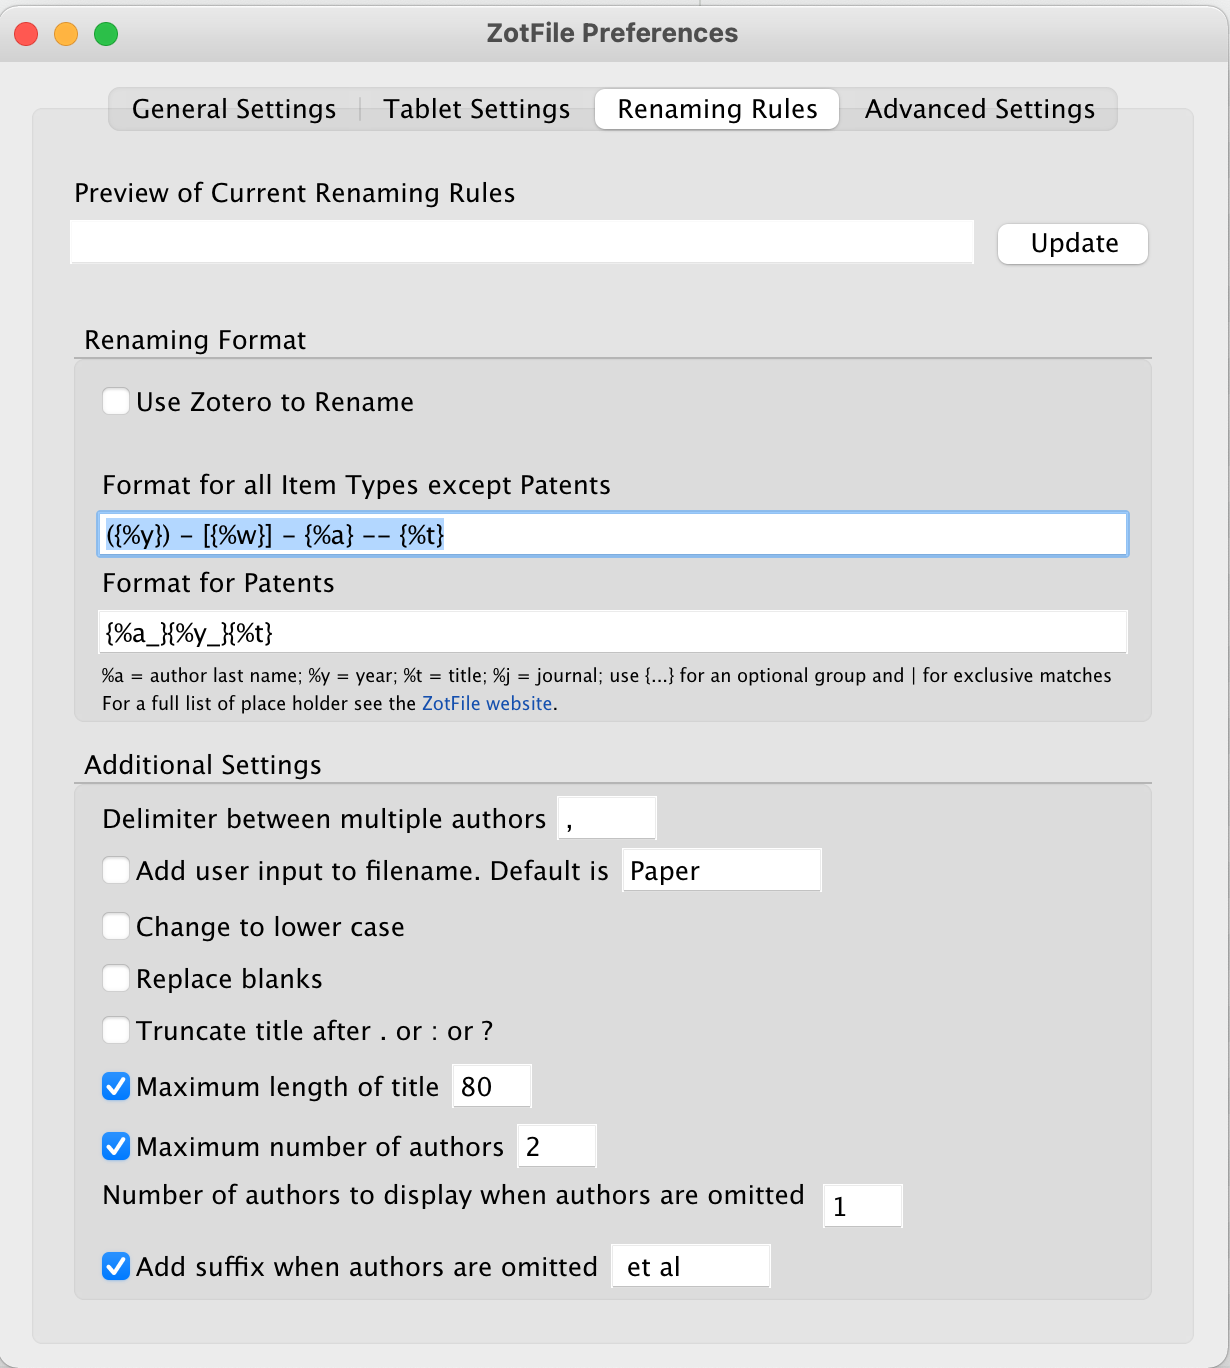 ZotFile Preferences
General Settings Tablet Settings Renaming Rules Advanced Settings
Preview of Current Renaming Rules
Update
Renaming Format
Use Zotero to Rename
Format for all Item Types except Patents
({%y}) - [{%w}] - {%a} -- {%t}
Format for Patents
{%a_}{%y_}{%t}
%a = author last name; %y = year; %t = title; %j = journal; use {...} for an optional group and | for exclusive matches
For a full list of place holder see the ZotFile website.
Additional Settings
Delimiter between multiple authors ,
Add user input to filename. Default is Paper
Change to lower case
Replace blanks
Truncate title after . or : or ?
Maximum length of title 80
Maximum number of authors 2
Number of authors to display when authors are omitted 1
Add suffix when authors are omitted et al